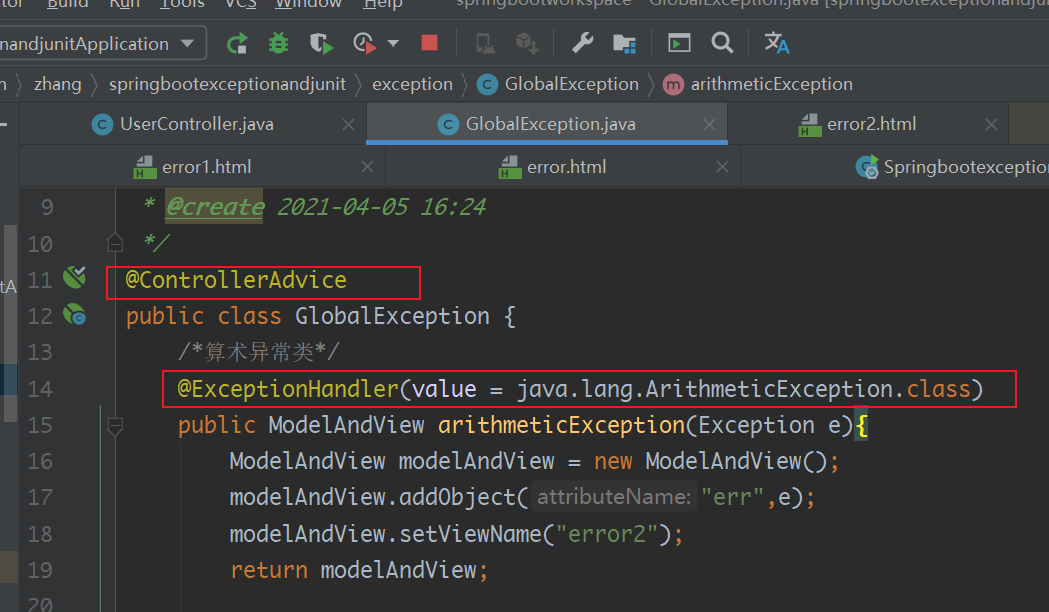 Build Run Tools VCS Window Help springbootworkspace GlobalException.java
nandjunitApplication
zhang springbootexceptionandjunit exception C GlobalException m arithmeticException
C UserController.java C GlobalException.java H error2.html
H error1.html H error.html Springbootexception
9 * @create 2021-04-05 16:24
10 */
11 @ControllerAdvice
12 public class GlobalException {
13 /*算术异常类*/
14 @ExceptionHandler(value = java.lang.ArithmeticException.class)
15 public ModelAndView arithmeticException(Exception e){
16 ModelAndView modelAndView = new ModelAndView();
17 modelAndView.addObject( attributeName: "err",e);
18 modelAndView.setViewName("error2");
19 return modelAndView;
20